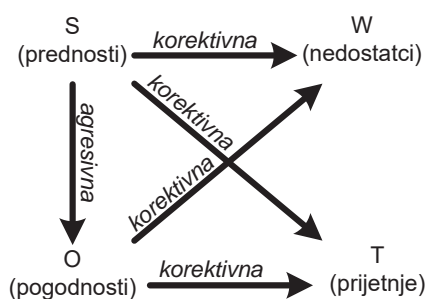 S
(prednosti)
korektivna
W
(nedostatci)
korektivna
agresivna
korektivna
O
(pogodnosti)
korektivna
T
(prijetnje)